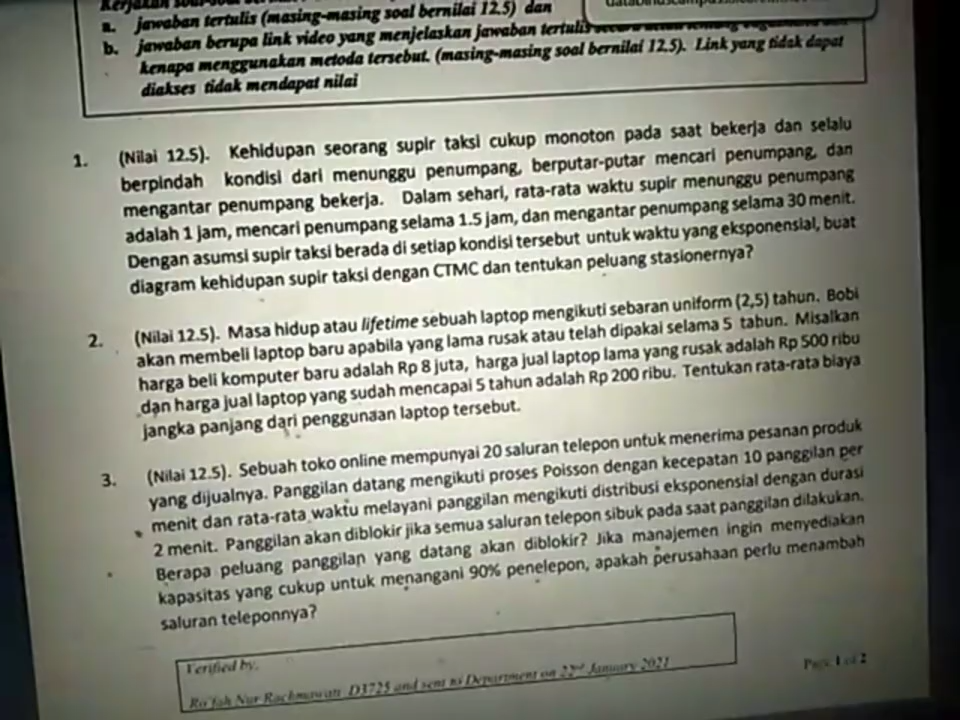 a. jawaban tertulis (masing-masing soal bernilai 12.5) dan
b. jawaban berupa link video yang menjelaskan jawaban tertulis
kenapa menggunakan metoda tersebut. (masing-masing soal bernilai 12.5). Link yang tidak dapat
diakses tidak mendapat nilai
1. (Nilai 12.5). Kehidupan seorang supir taksi cukup monoton pada saat bekerja dan selalu
berpindah kondisi dari menunggu penumpang, berputar-putar mencari penumpang, dan
mengantar penumpang bekerja. Dalam sehari, rata-rata waktu supir menunggu penumpang
adalah 1 jam, mencari penumpang selama 1.5 jam, dan mengantar penumpang selama 30 menit.
Dengan asumsi supir taksi berada di setiap kondisi tersebut untuk waktu yang eksponensial, buat
diagram kehidupan supir taksi dengan CTMC dan tentukan peluang stasionernya?
2. (Nilai 12.5). Masa hidup atau lifetime sebuah laptop mengikuti sebaran uniform (2,5) tahun. Bobi
akan membeli laptop baru apabila yang lama rusak atau telah dipakai selama 5 tahun. Misalkan
harga beli komputer baru adalah Rp 8 juta, harga jual laptop lama yang rusak adalah Rp 500 ribu
dan harga jual laptop yang sudah mencapai 5 tahun adalah Rp 200 ribu. Tentukan rata-rata biaya
jangka panjang dari penggunaan laptop tersebut.
3. (Nilai 12.5). Sebuah toko online mempunyai 20 saluran telepon untuk menerima pesanan produk
yang dijualnya. Panggilan datang mengikuti proses Poisson dengan kecepatan 10 panggilan per
menit dan rata-rata waktu melayani panggilan mengikuti distribusi eksponensial dengan durasi
2 menit. Panggilan akan diblokir jika semua saluran telepon sibuk pada saat panggilan dilakukan.
Berapa peluang panggilan yang datang akan diblokir? Jika manajemen ingin menyediakan
kapasitas yang cukup untuk menangani 90% penelepon, apakah perusahaan perlu menambah
saluran teleponnya?
Verified by,
Ro'fah Nur Rachmawati D3725 and sent to Department on 22nd January 2021
Page 1 of 2